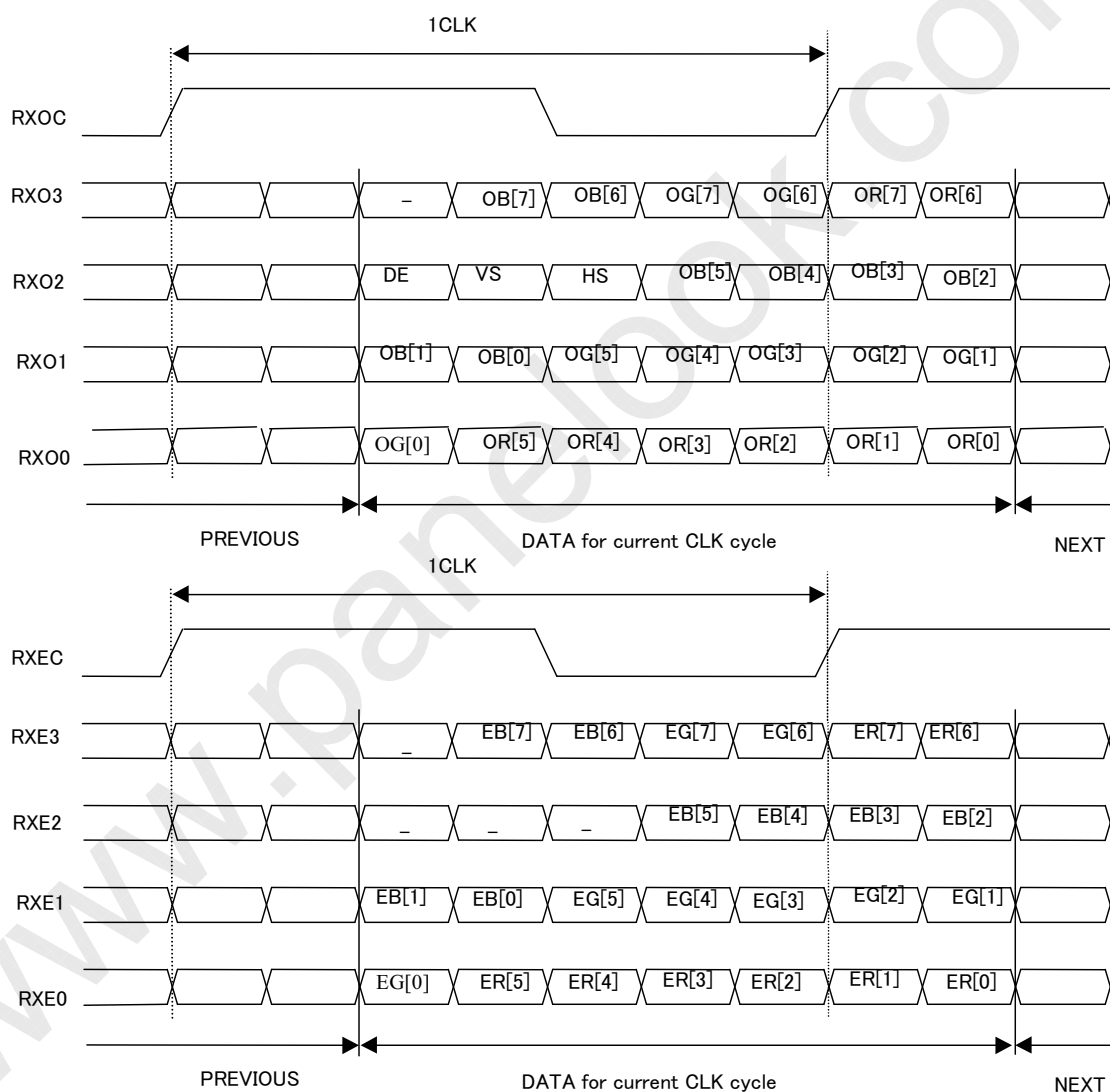 1CLK
RXOC
RXO3 – OB[7] OB[6] OG[7] OG[6] OR[7] OR[6]
RXO2 DE VS HS OB[5] OB[4] OB[3] OB[2]
RXO1 OB[1] OB[0] OG[5] OG[4] OG[3] OG[2] OG[1]
RXO0 OG[0] OR[5] OR[4] OR[3] OR[2] OR[1] OR[0]
PREVIOUS DATA for current CLK cycle NEXT
1CLK
RXEC
RXE3 – EB[7] EB[6] EG[7] EG[6] ER[7] ER[6]
RXE2 – – – EB[5] EB[4] EB[3] EB[2]
RXE1 EB[1] EB[0] EG[5] EG[4] EG[3] EG[2] EG[1]
RXE0 EG[0] ER[5] ER[4] ER[3] ER[2] ER[1] ER[0]
PREVIOUS DATA for current CLK cycle NEXT
www.panelook.com